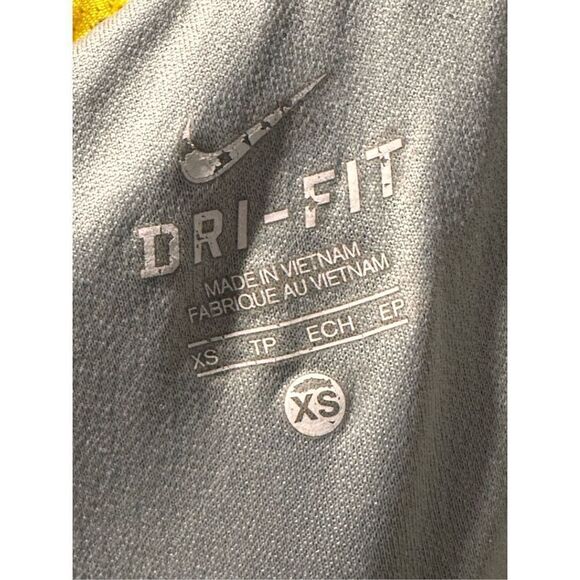 DRI-FIT
MADE IN VIETNAM
FABRIQUE AU VIETNAM
XS TP ECH EP
XS